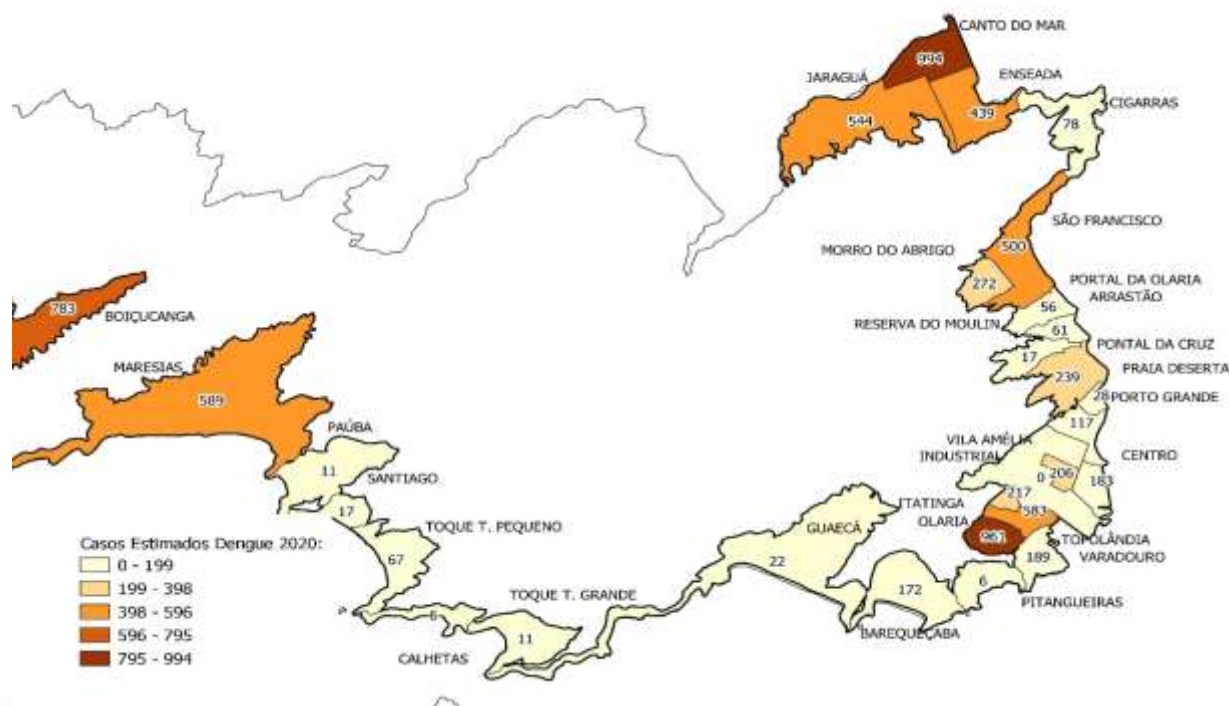 CANTO DO MAR
994
JARAGUÁ
ENSEADA
CIGARRAS
544
439
78
SÃO FRANCISCO
MORRO DO ABRIGO
500
272
PORTAL DA OLARIA
ARRASTÃO
783
BOIÇUCANGA
56
RESERVA DO MOULIN
61
PONTAL DA CRUZ
17
MARESIAS
239
PRAIA DESERTA
589
28
PORTO GRANDE
117
PAÚBA
VILA AMÉLIA
INDUSTRIAL
CENTRO
11
SANTIAGO
0
206
183
17
217
ITATINGA
583
OLARIA
TOQUE T. PEQUENO
GUAECÁ
961
TOPOLÂNDIA
VARADOURO
67
22
189
172
6
TOQUE T. GRANDE
PITANGUEIRAS
6
BAREQUEÇABA
11
CALHETAS
Casos Estimados Dengue 2020:
0 - 199
199 - 398
398 - 596
596 - 795
795 - 994